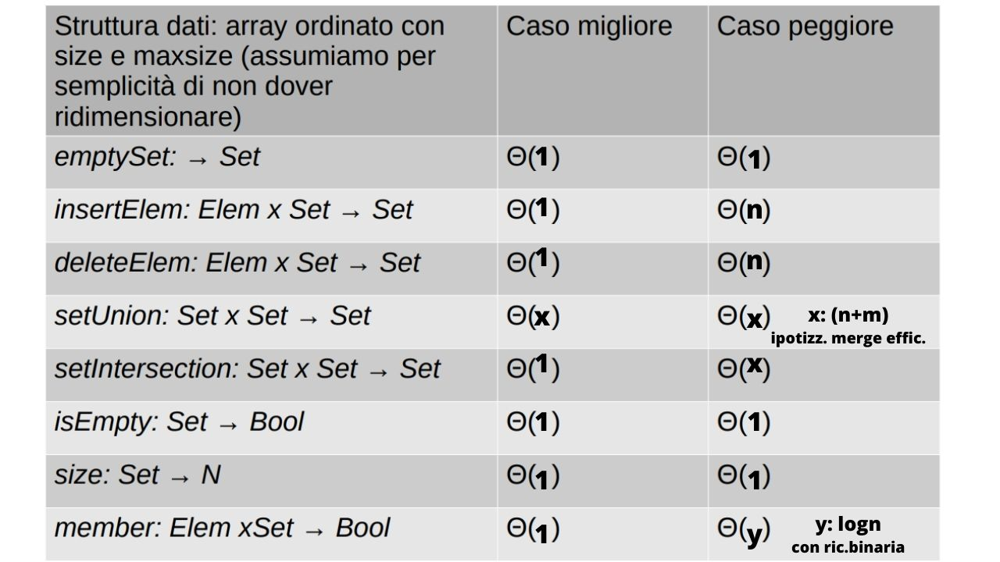 Struttura dati: array ordinato con
size e maxsize (assumiamo per
semplicità di non dover
ridimensionare)
Caso migliore
Caso peggiore
emptySet: → Set
Θ(1)
Θ(1)
insertElem: Elem x Set → Set
Θ(1)
Θ(n)
deleteElem: Elem x Set → Set
Θ(1)
Θ(n)
setUnion: Set x Set → Set
Θ(x)
Θ(x)
x: (n+m)
ipotizz. merge effic.
setIntersection: Set x Set → Set
Θ(1)
Θ(x)
isEmpty: Set → Bool
Θ(1)
Θ(1)
size: Set → N
Θ(1)
Θ(1)
member: Elem xSet → Bool
Θ(1)
Θ(y)
y: logn
con ric.binaria